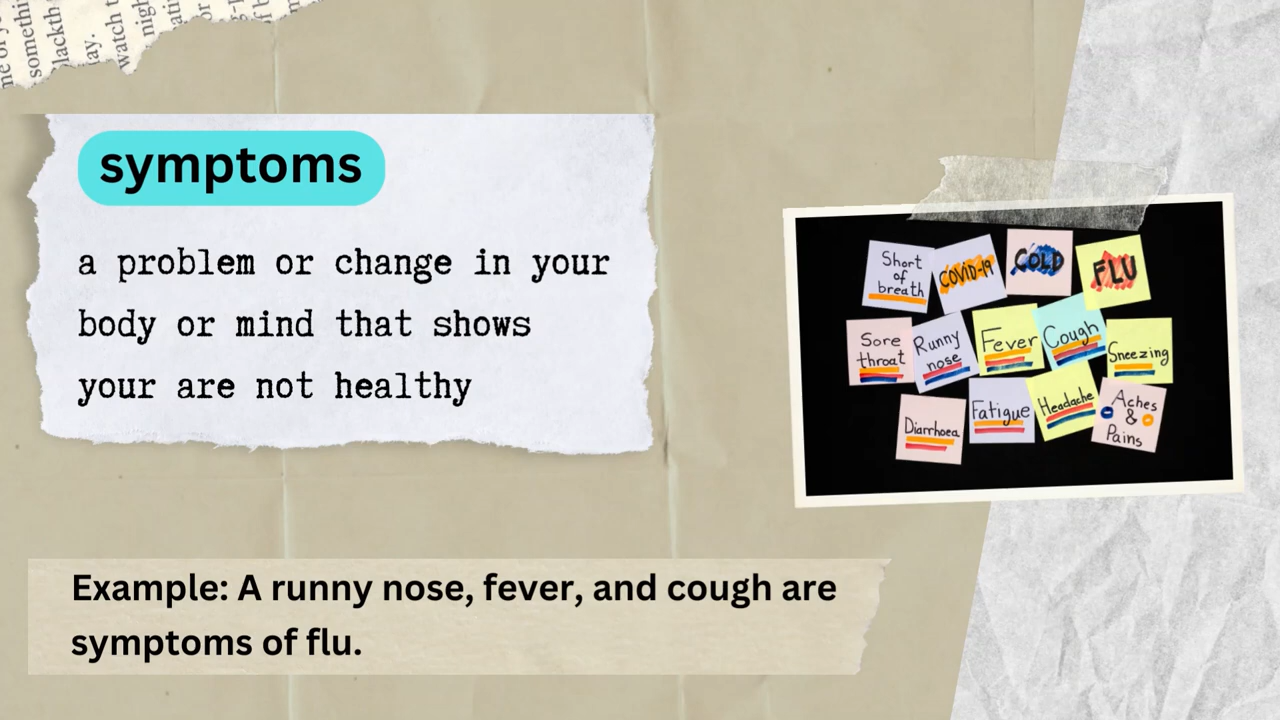 something
watch t
symptoms
a problem or change in your
body or mind that shows
your are not healthy
Short
of
breath
COVID-19
COLD
FLU
Sore
throat
Runny
nose
Fever
Cough
Sneezing
Diarrhoea
Fatigue
Headache
Aches
&
Pains
Example: A runny nose, fever, and cough are
symptoms of flu.